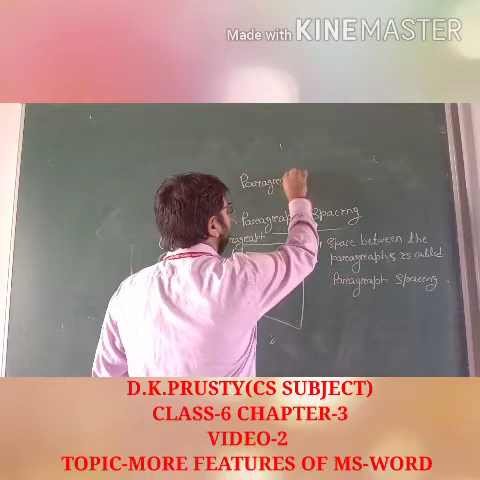 Made with KINEMASTER
Paragra
Paragraph Spacing
space between the
paragraphs is called
Paragraph Spacing.
D.K.PRUSTY(CS SUBJECT)
CLASS-6 CHAPTER-3
VIDEO-2
TOPIC-MORE FEATURES OF MS-WORD